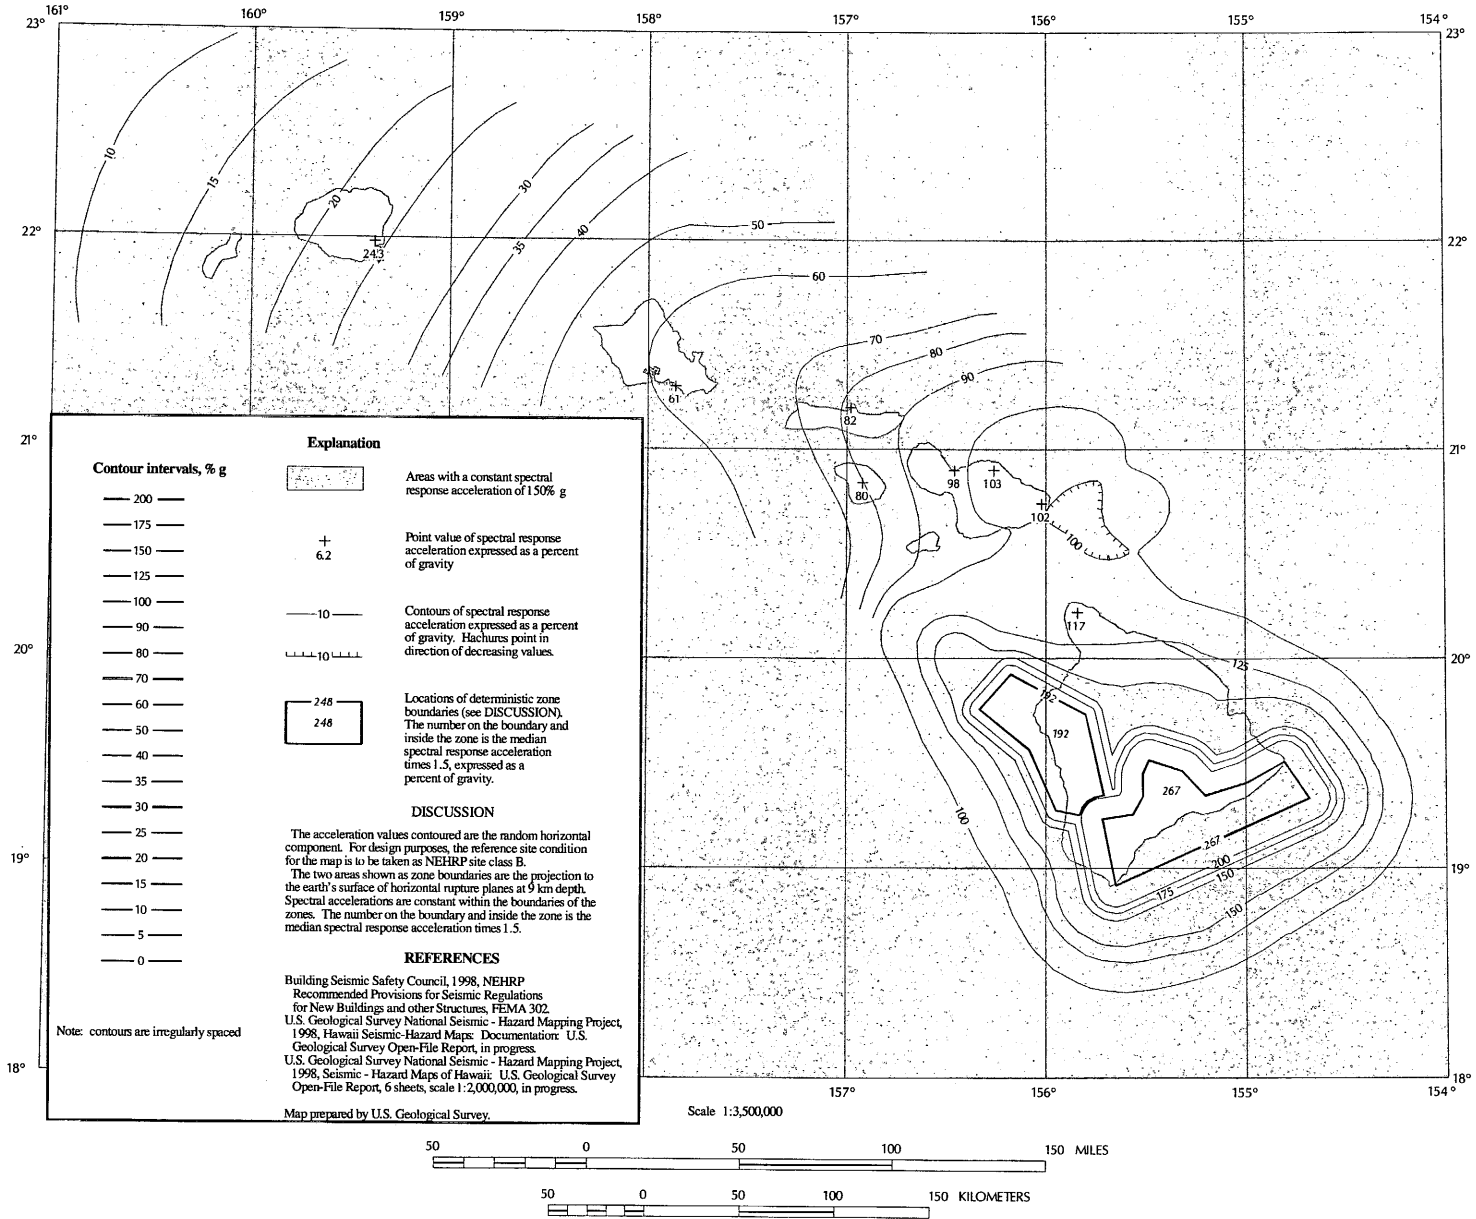 161° 160° 159° 158° 157° 156° 155° 154°
23° 23°
10
15
20
30
35
40
50
22° 22°
24.3
60
70
80
90
61
82
21° 21°
80
98
103
102
100
117
20° 20°
125
192
192
267
100
267
200
150
175
150
19° 19°
18° 18°
157° 156° 155° 154°
Explanation
Contour intervals, % g
200
175
150
125
100
90
80
70
60
50
40
35
30
25
20
15
10
5
0
Note: contours are irregularly spaced
Areas with a constant spectral
response acceleration of 150% g
6.2
Point value of spectral response
acceleration expressed as a percent
of gravity
10
Contours of spectral response
acceleration expressed as a percent
of gravity. Hachures point in
direction of decreasing values.
10
248
248
Locations of deterministic zone
boundaries (see DISCUSSION).
The number on the boundary and
inside the zone is the median
spectral response acceleration
times 1.5, expressed as a
percent of gravity.
DISCUSSION
The acceleration values contoured are the random horizontal
component. For design purposes, the reference site condition
for the map is to be taken as NEHRP site class B.
The two areas shown as zone boundaries are the projection to
the earth's surface of horizontal rupture planes at 9 km depth.
Spectral accelerations are constant within the boundaries of the
zones. The number on the boundary and inside the zone is the
median spectral response acceleration times 1.5.
REFERENCES
Building Seismic Safety Council, 1998, NEHRP
Recommended Provisions for Seismic Regulations
for New Buildings and other Structures, FEMA 302.
U.S. Geological Survey National Seismic - Hazard Mapping Project,
1998, Hawaii Seismic-Hazard Maps: Documentation: U.S.
Geological Survey Open-File Report, in progress.
U.S. Geological Survey National Seismic - Hazard Mapping Project,
1998, Seismic - Hazard Maps of Hawaii: U.S. Geological Survey
Open-File Report, 6 sheets, scale 1:2,000,000, in progress.
Map prepared by U.S. Geological Survey.
Scale 1:3,500,000
50 0 50 100 150 MILES
50 0 50 100 150 KILOMETERS